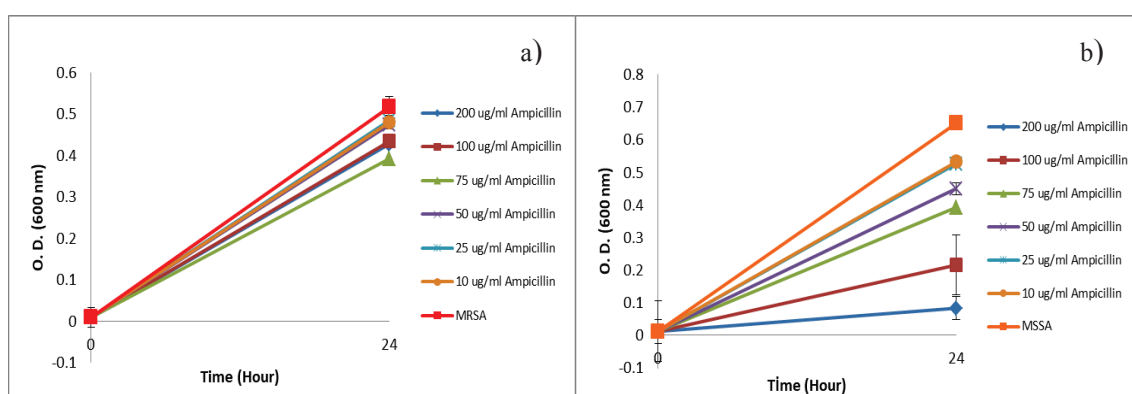 a)
0.6
0.5
0.4
0.3
0.2
0.1
0
-0.1
O. D. (600 nm)
0
24
Time (Hour)
200 ug/ml Ampicillin
100 ug/ml Ampicillin
75 ug/ml Ampicillin
50 ug/ml Ampicillin
25 ug/ml Ampicillin
10 ug/ml Ampicillin
MRSA
b)
0.8
0.7
0.6
0.5
0.4
0.3
0.2
0.1
0
-0.1
O. D. (600 nm)
0
24
Tİme (Hour)
200 ug/ml Ampicillin
100 ug/ml Ampicillin
75 ug/ml Ampicillin
50 ug/ml Ampicillin
25 ug/ml Ampicillin
10 ug/ml Ampicillin
MSSA